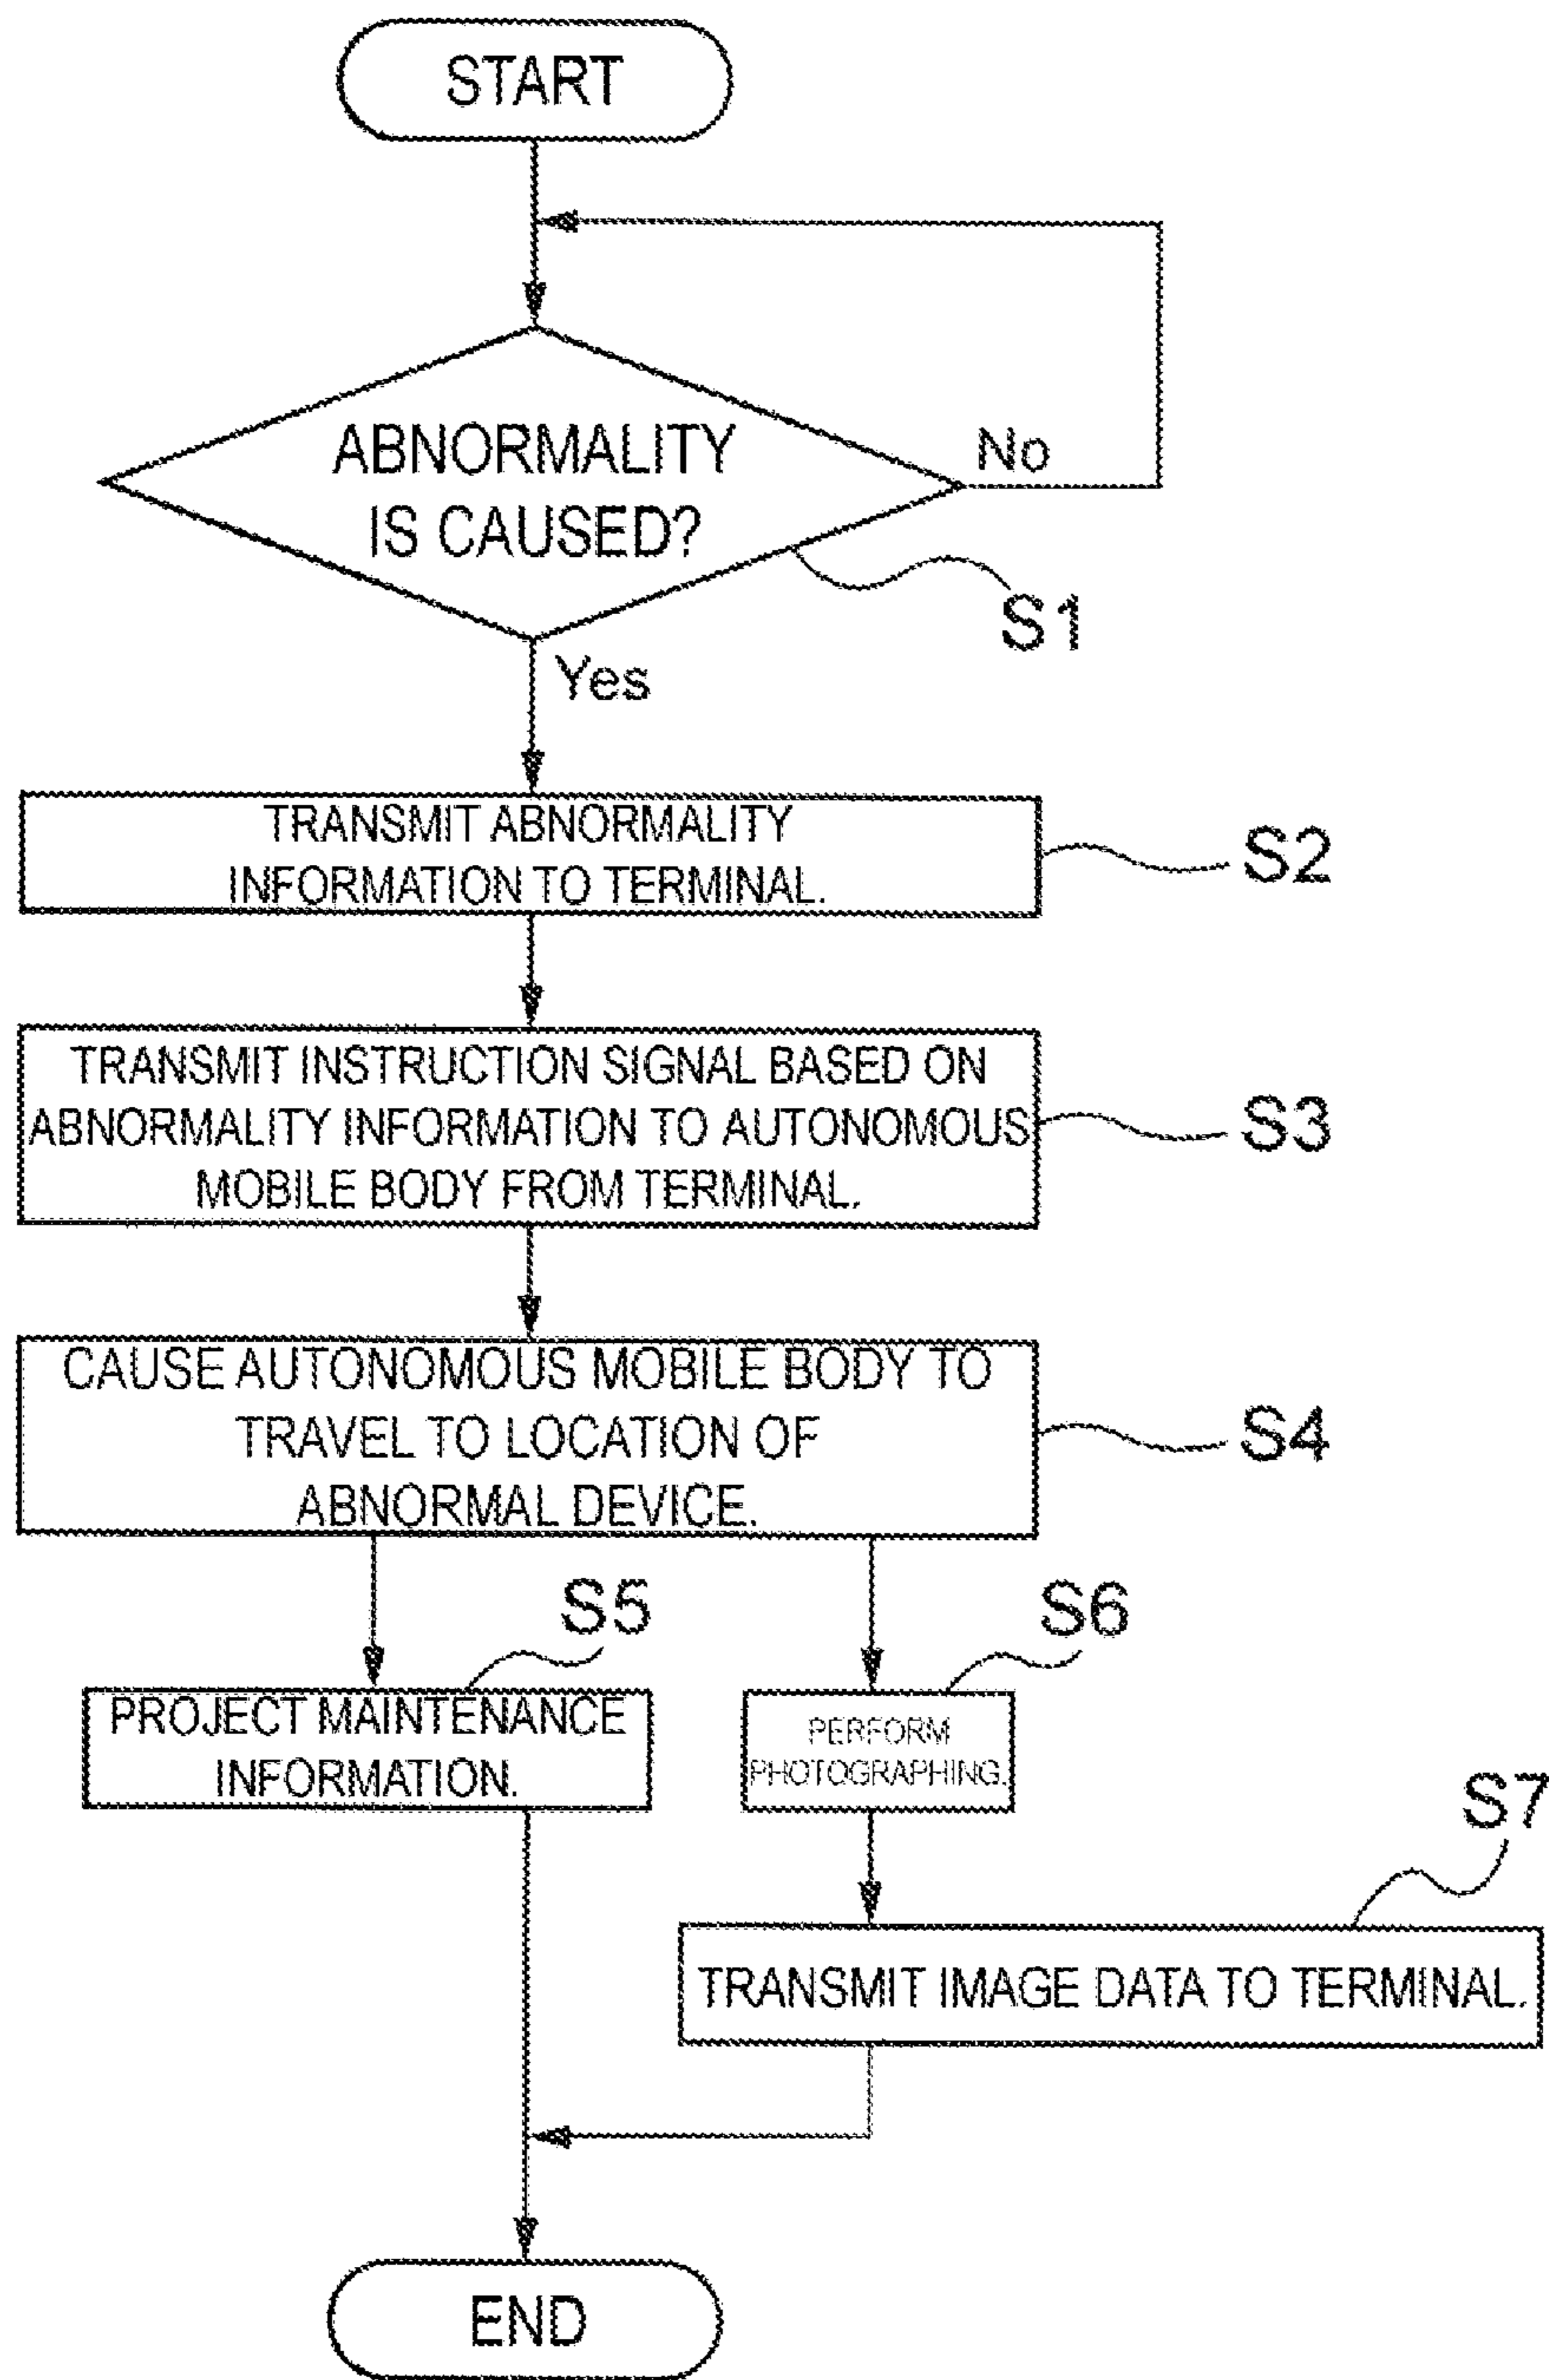 START
ABNORMALITY
IS CAUSED?
No
S1
Yes
TRANSMIT ABNORMALITY
INFORMATION TO TERMINAL.
S2
TRANSMIT INSTRUCTION SIGNAL BASED ON
ABNORMALITY INFORMATION TO AUTONOMOUS
MOBILE BODY FROM TERMINAL.
S3
CAUSE AUTONOMOUS MOBILE BODY TO
TRAVEL TO LOCATION OF
ABNORMAL DEVICE.
S4
S5
S6
PROJECT MAINTENANCE
INFORMATION.
PERFORM
PHOTOGRAPHING.
S7
TRANSMIT IMAGE DATA TO TERMINAL.
END